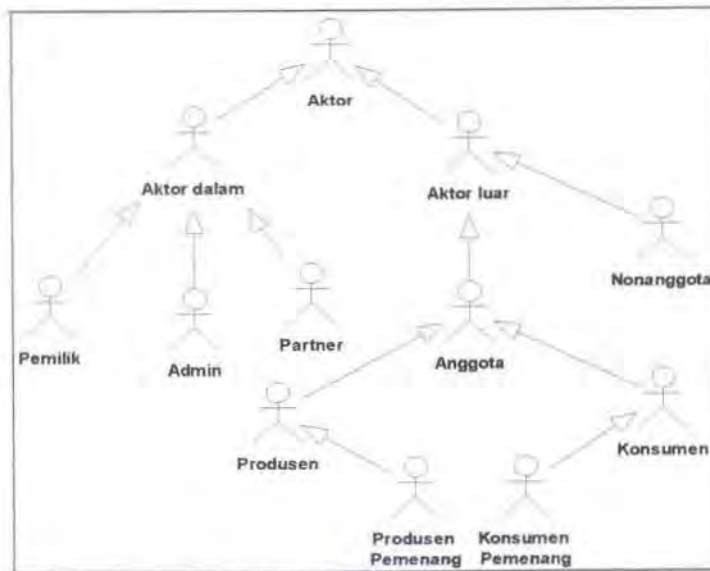 Aktor
Aktor dalam
Aktor luar
Nonanggota
Pemilik
Admin
Partner
Anggota
Produsen
Konsumen
Produsen
Pemenang
Konsumen
Pemenang